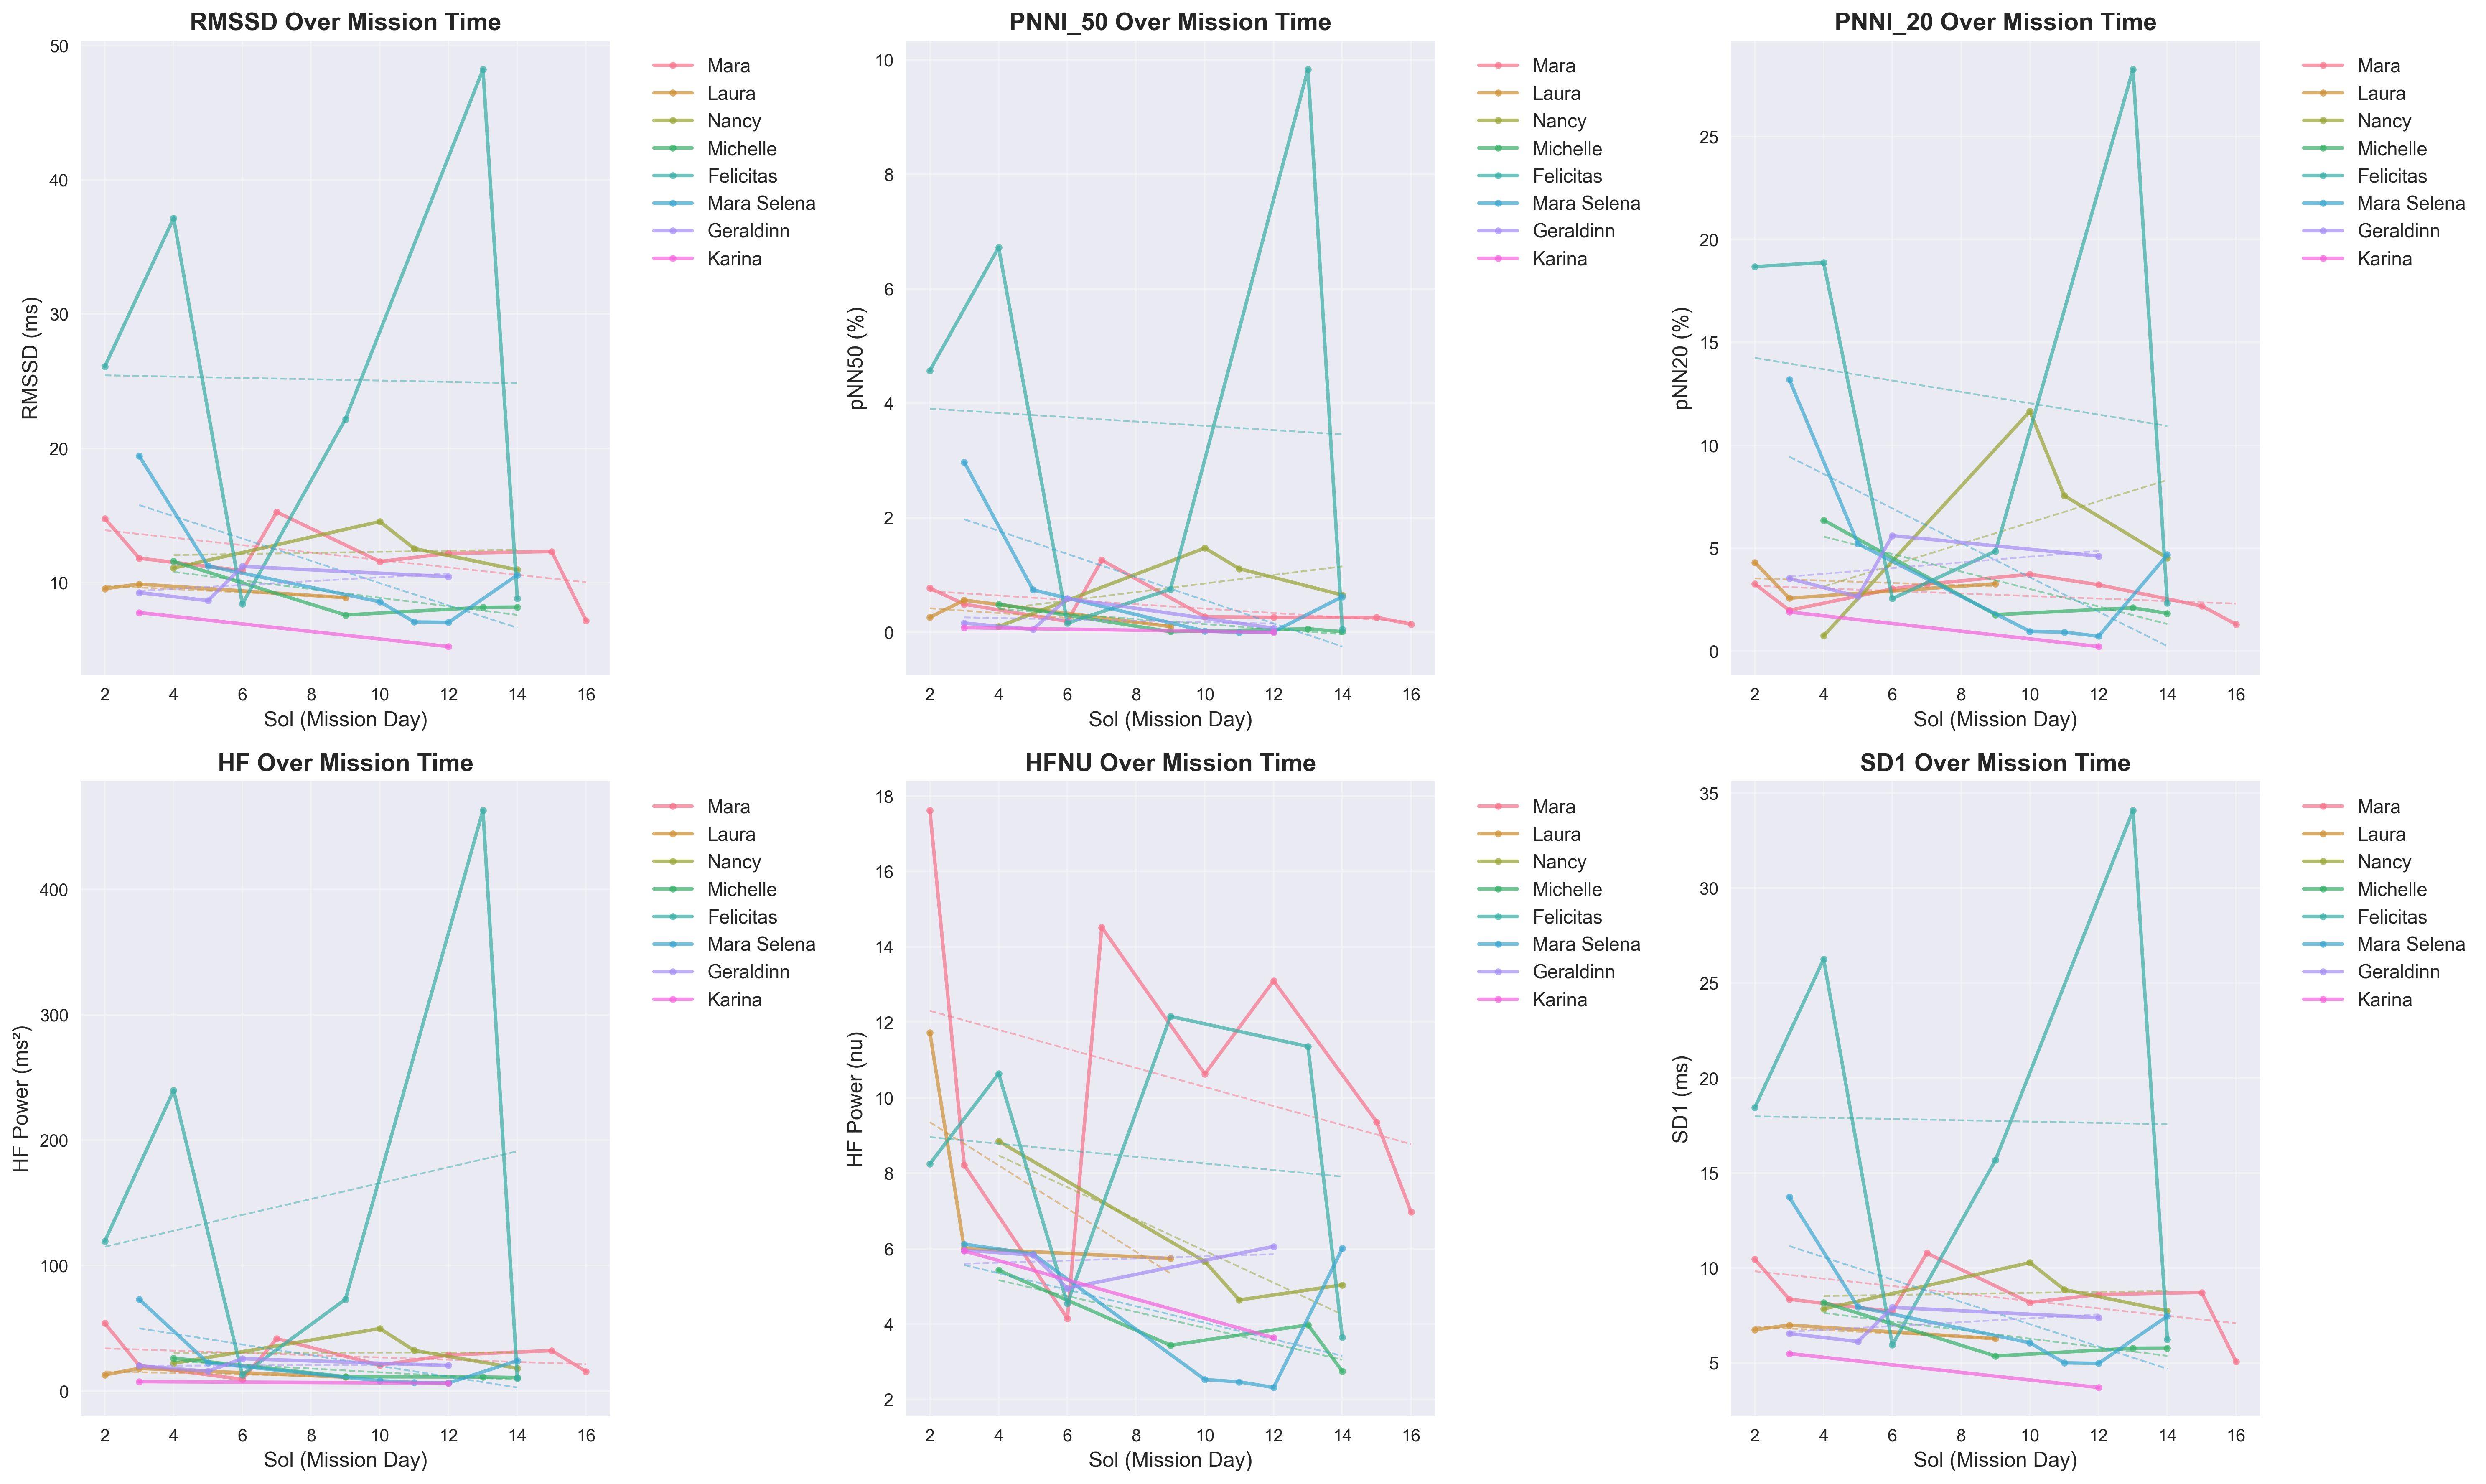 RMSSD Over Mission Time
RMSSD (ms)
50
40
30
20
10
2 4 6 8 10 12 14 16
Sol (Mission Day)
Mara
Laura
Nancy
Michelle
Felicitas
Mara Selena
Geraldinn
Karina
PNNI_50 Over Mission Time
pNN50 (%)
10
8
6
4
2
0
2 4 6 8 10 12 14 16
Sol (Mission Day)
Mara
Laura
Nancy
Michelle
Felicitas
Mara Selena
Geraldinn
Karina
PNNI_20 Over Mission Time
pNN20 (%)
25
20
15
10
5
0
2 4 6 8 10 12 14 16
Sol (Mission Day)
Mara
Laura
Nancy
Michelle
Felicitas
Mara Selena
Geraldinn
Karina
HF Over Mission Time
HF Power (ms²)
400
300
200
100
0
2 4 6 8 10 12 14 16
Sol (Mission Day)
Mara
Laura
Nancy
Michelle
Felicitas
Mara Selena
Geraldinn
Karina
HFNU Over Mission Time
HF Power (nu)
18
16
14
12
10
8
6
4
2
2 4 6 8 10 12 14 16
Sol (Mission Day)
Mara
Laura
Nancy
Michelle
Felicitas
Mara Selena
Geraldinn
Karina
SD1 Over Mission Time
SD1 (ms)
35
30
25
20
15
10
5
2 4 6 8 10 12 14 16
Sol (Mission Day)
Mara
Laura
Nancy
Michelle
Felicitas
Mara Selena
Geraldinn
Karina